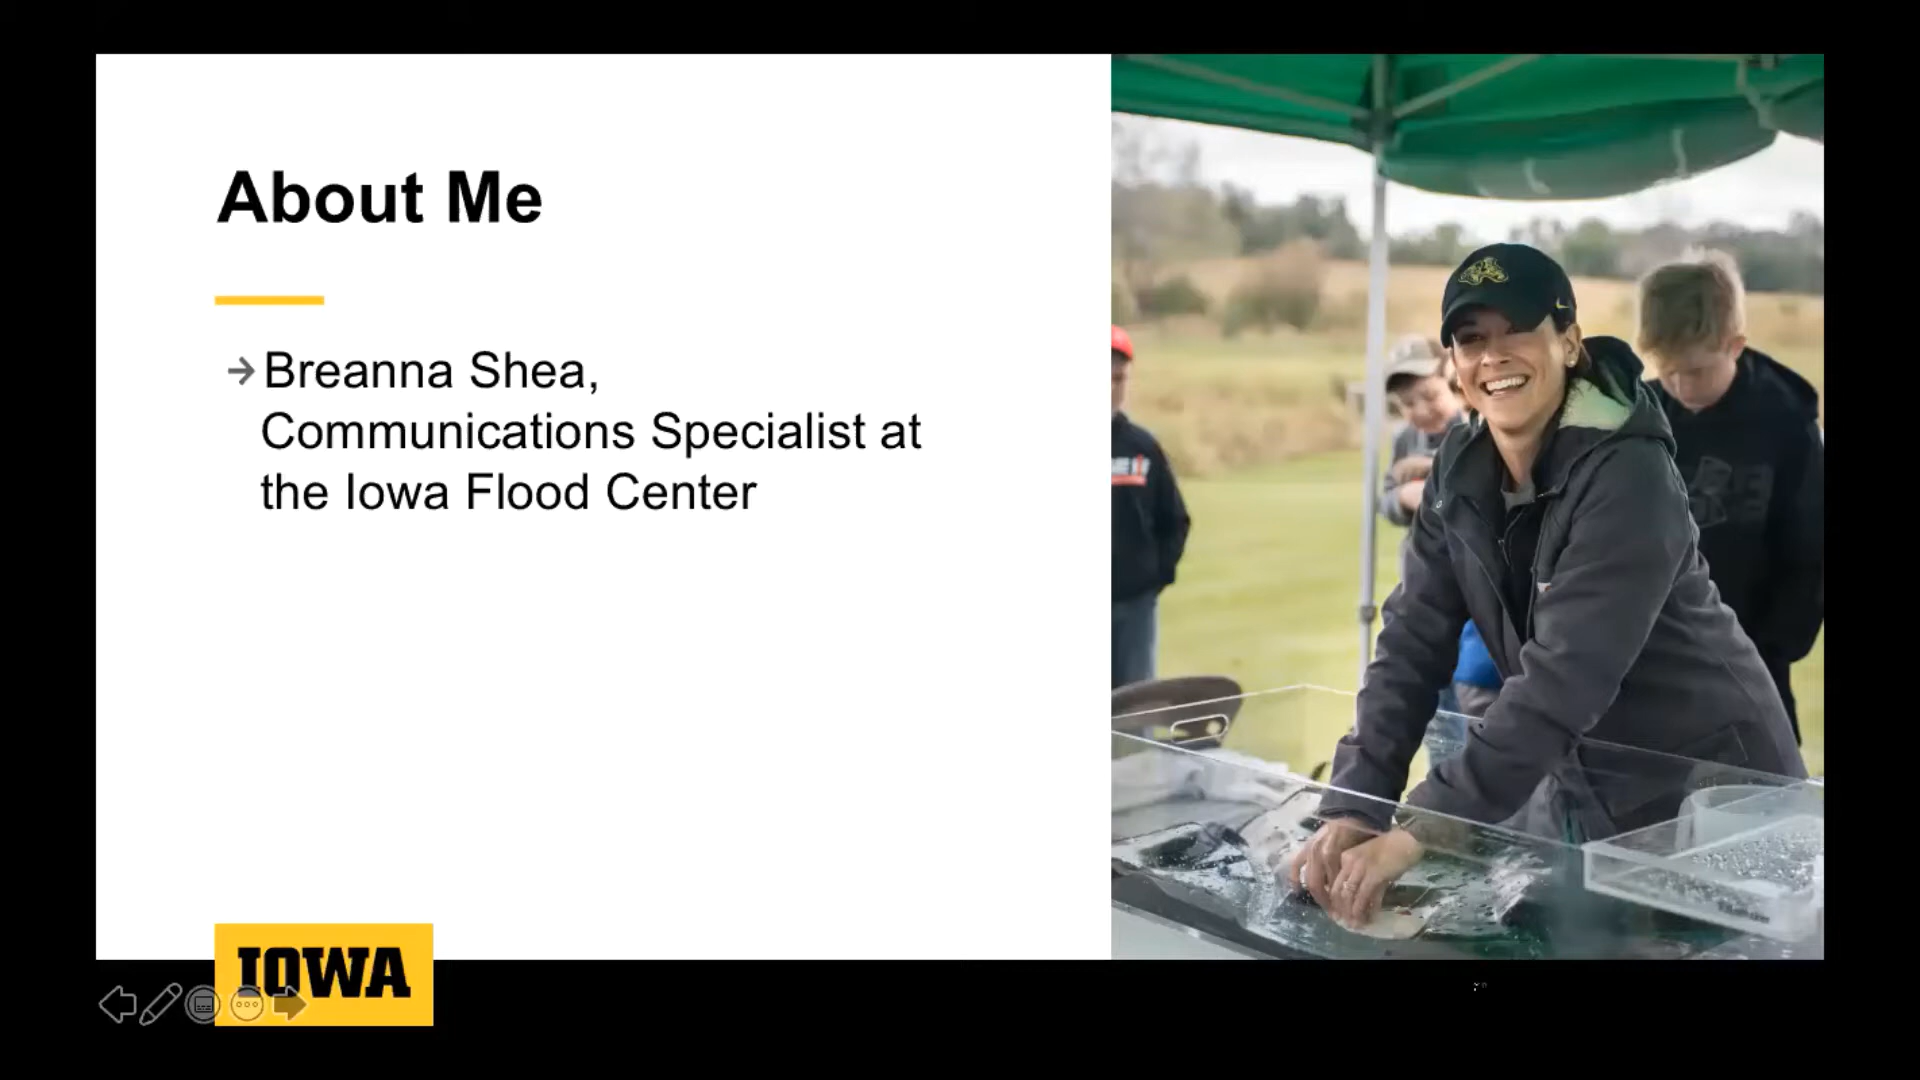 About Me
Breanna Shea,
Communications Specialist at
the Iowa Flood Center
IOWA